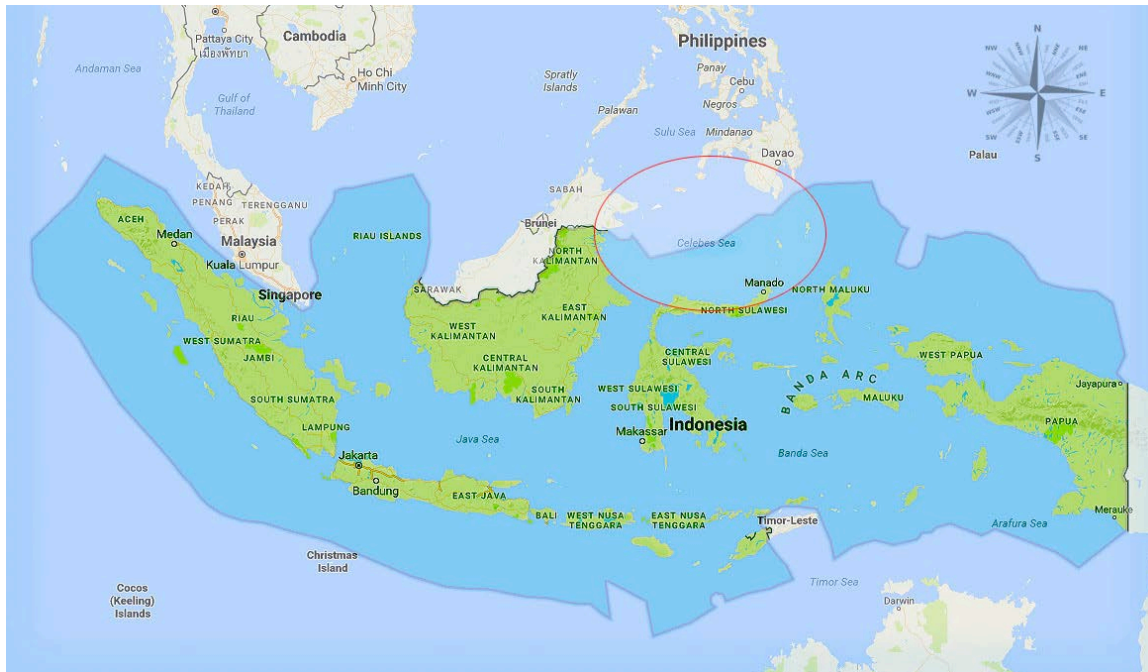 Pattaya City
เมืองพัทยา
Cambodia
Ho Chi
Minh City
Andaman Sea
Gulf of
Thailand
Spratly
Islands
Philippines
Panay
Cebu
Negros
Palawan
Sulu Sea
Mindanao
Davao
Palau
N
NE
E
SE
S
SW
W
NW
KEDAH
PENANG
TERENGGANU
PERAK
Malaysia
Kuala Lumpur
Singapore
SABAH
Brunei
SARAWAK
ACEH
Medan
RIAU ISLANDS
NORTH
KALIMANTAN
Celebes Sea
Manado
NORTH MALUKU
NORTH SULAWESI
RIAU
WEST SUMATRA
JAMBI
SOUTH SUMATRA
LAMPUNG
WEST
KALIMANTAN
EAST
KALIMANTAN
CENTRAL
KALIMANTAN
SOUTH
KALIMANTAN
CENTRAL
SULAWESI
WEST SULAWESI
SOUTH SULAWESI
Makassar
Indonesia
BANDA ARC
MALUKU
WEST PAPUA
Jayapura
PAPUA
Java Sea
Banda Sea
Jakarta
Bandung
EAST JAVA
BALI
WEST NUSA
TENGGARA
EAST NUSA
TENGGARA
Timor-Leste
Arafura Sea
Merauke
Christmas
Island
Cocos
(Keeling)
Islands
Timor Sea
Darwin